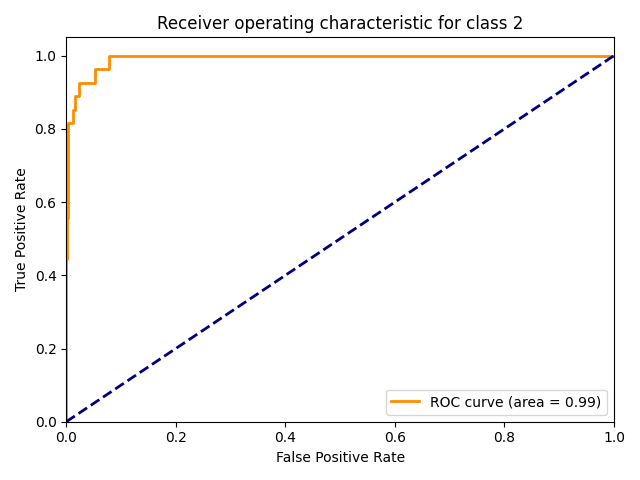 Receiver operating characteristic for class 2
True Positive Rate
1.0
0.8
0.6
0.4
0.2
0.0
0.0 0.2 0.4 0.6 0.8 1.0
False Positive Rate
ROC curve (area = 0.99)